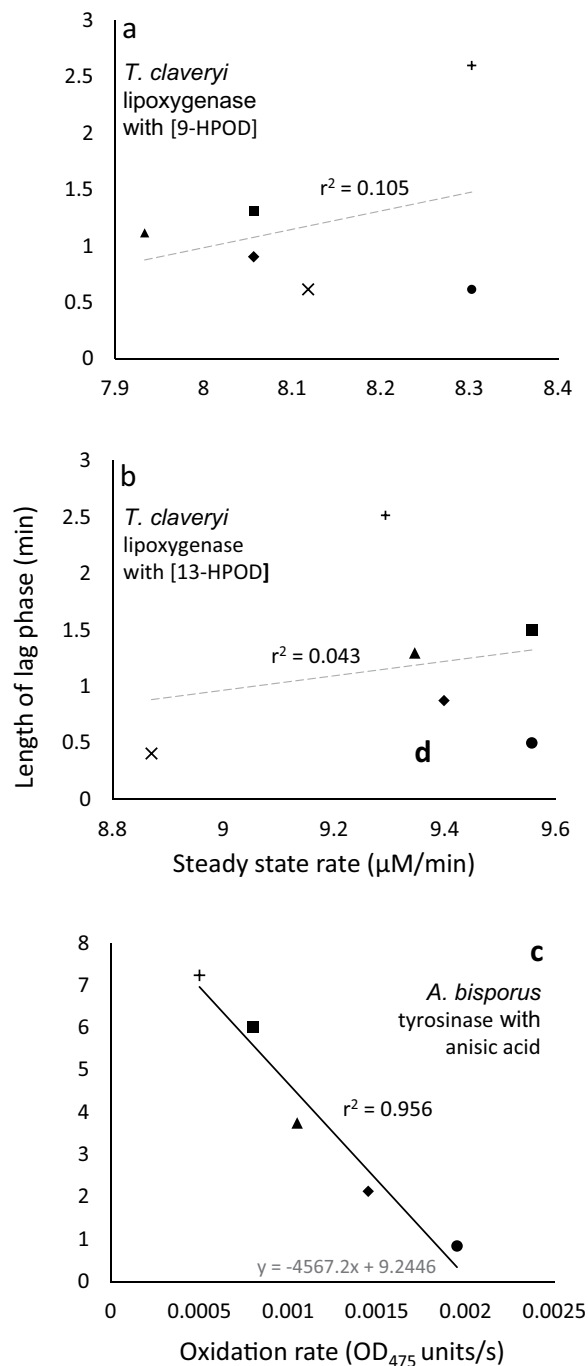 a
T. claveryi
lipoxygenase
with [9-HPOD]
r² = 0.105
3
2.5
2
1.5
1
0.5
0
7.9 8 8.1 8.2 8.3 8.4
b
T. claveryi
lipoxygenase
with [13-HPOD]
r² = 0.043
d
3
2.5
2
1.5
1
0.5
0
8.8 9 9.2 9.4 9.6
Length of lag phase (min)
Steady state rate (µM/min)
c
A. bisporus
tyrosinase with
anisic acid
r² = 0.956
y = -4567.2x + 9.2446
8
7
6
5
4
3
2
1
0
0 0.0005 0.001 0.0015 0.002 0.0025
Oxidation rate (OD₄₇₅ units/s)